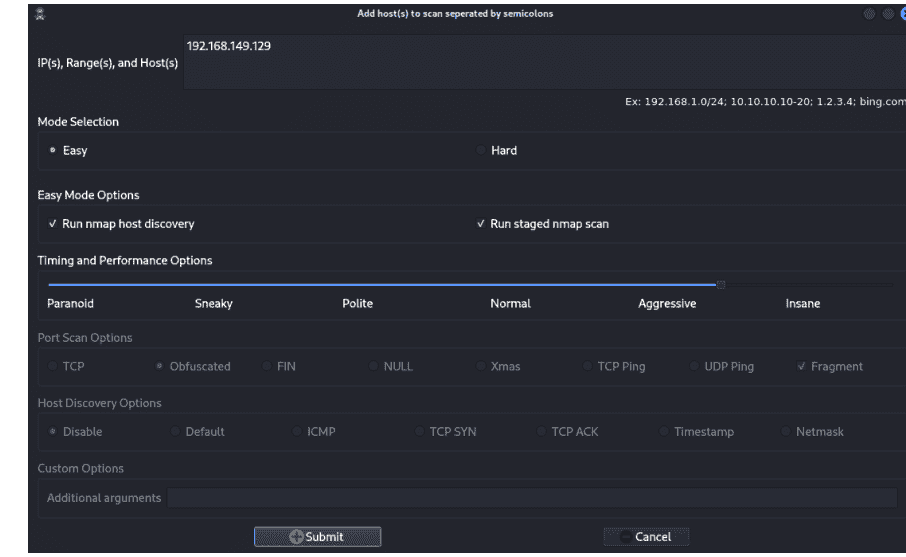 Add host(s) to scan seperated by semicolons
192.168.149.129
IP(s), Range(s), and Host(s)
Ex: 192.168.1.0/24; 10.10.10.10-20; 1.2.3.4; bing.com
Mode Selection
Easy Hard
Easy Mode Options
Run nmap host discovery Run staged nmap scan
Timing and Performance Options
Paranoid Sneaky Polite Normal Aggressive Insane
Port Scan Options
TCP Obfuscated FIN NULL Xmas TCP Ping UDP Ping Fragment
Host Discovery Options
Disable Default ICMP TCP SYN TCP ACK Timestamp Netmask
Custom Options
Additional arguments
Submit Cancel